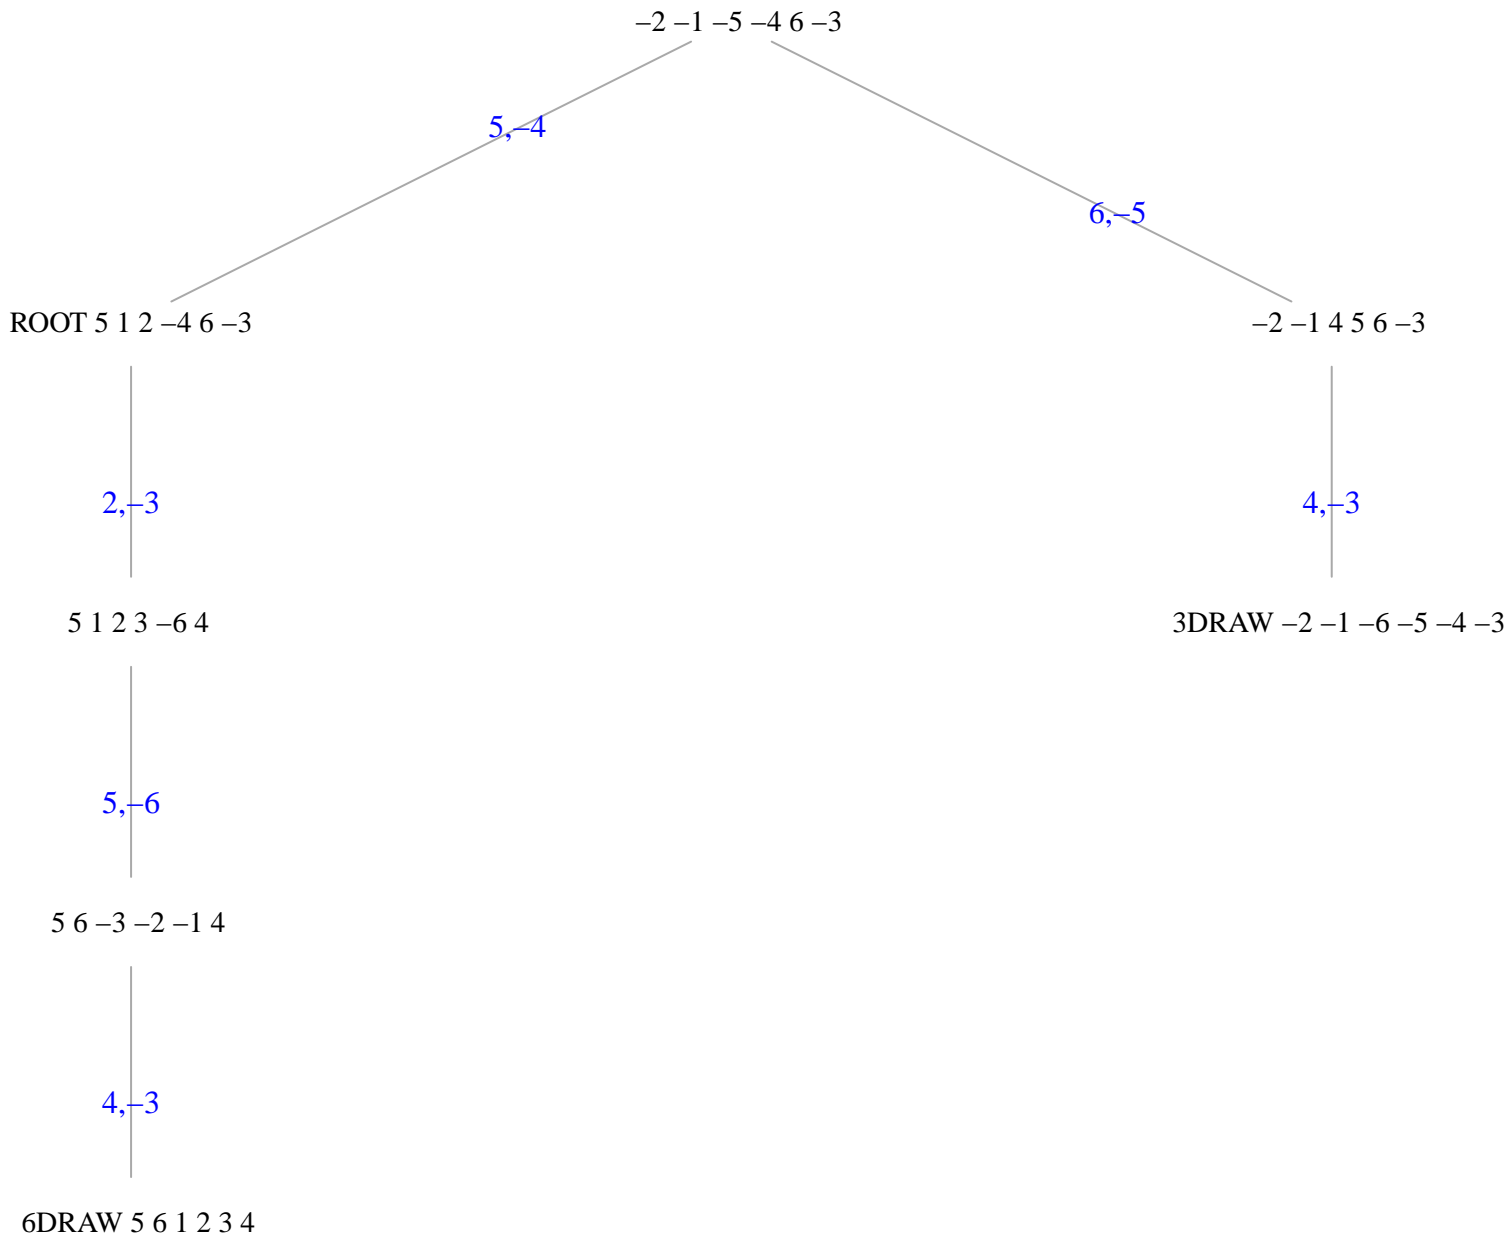 –2 –1 –5 –4 6 –3
5,–4
6,–5
ROOT 5 1 2 –4 6 –3
–2 –1 4 5 6 –3
2,–3
4,–3
5 1 2 3 –6 4
3DRAW –2 –1 –6 –5 –4 –3
5,–6
5 6 –3 –2 –1 4
4,–3
6DRAW 5 6 1 2 3 4